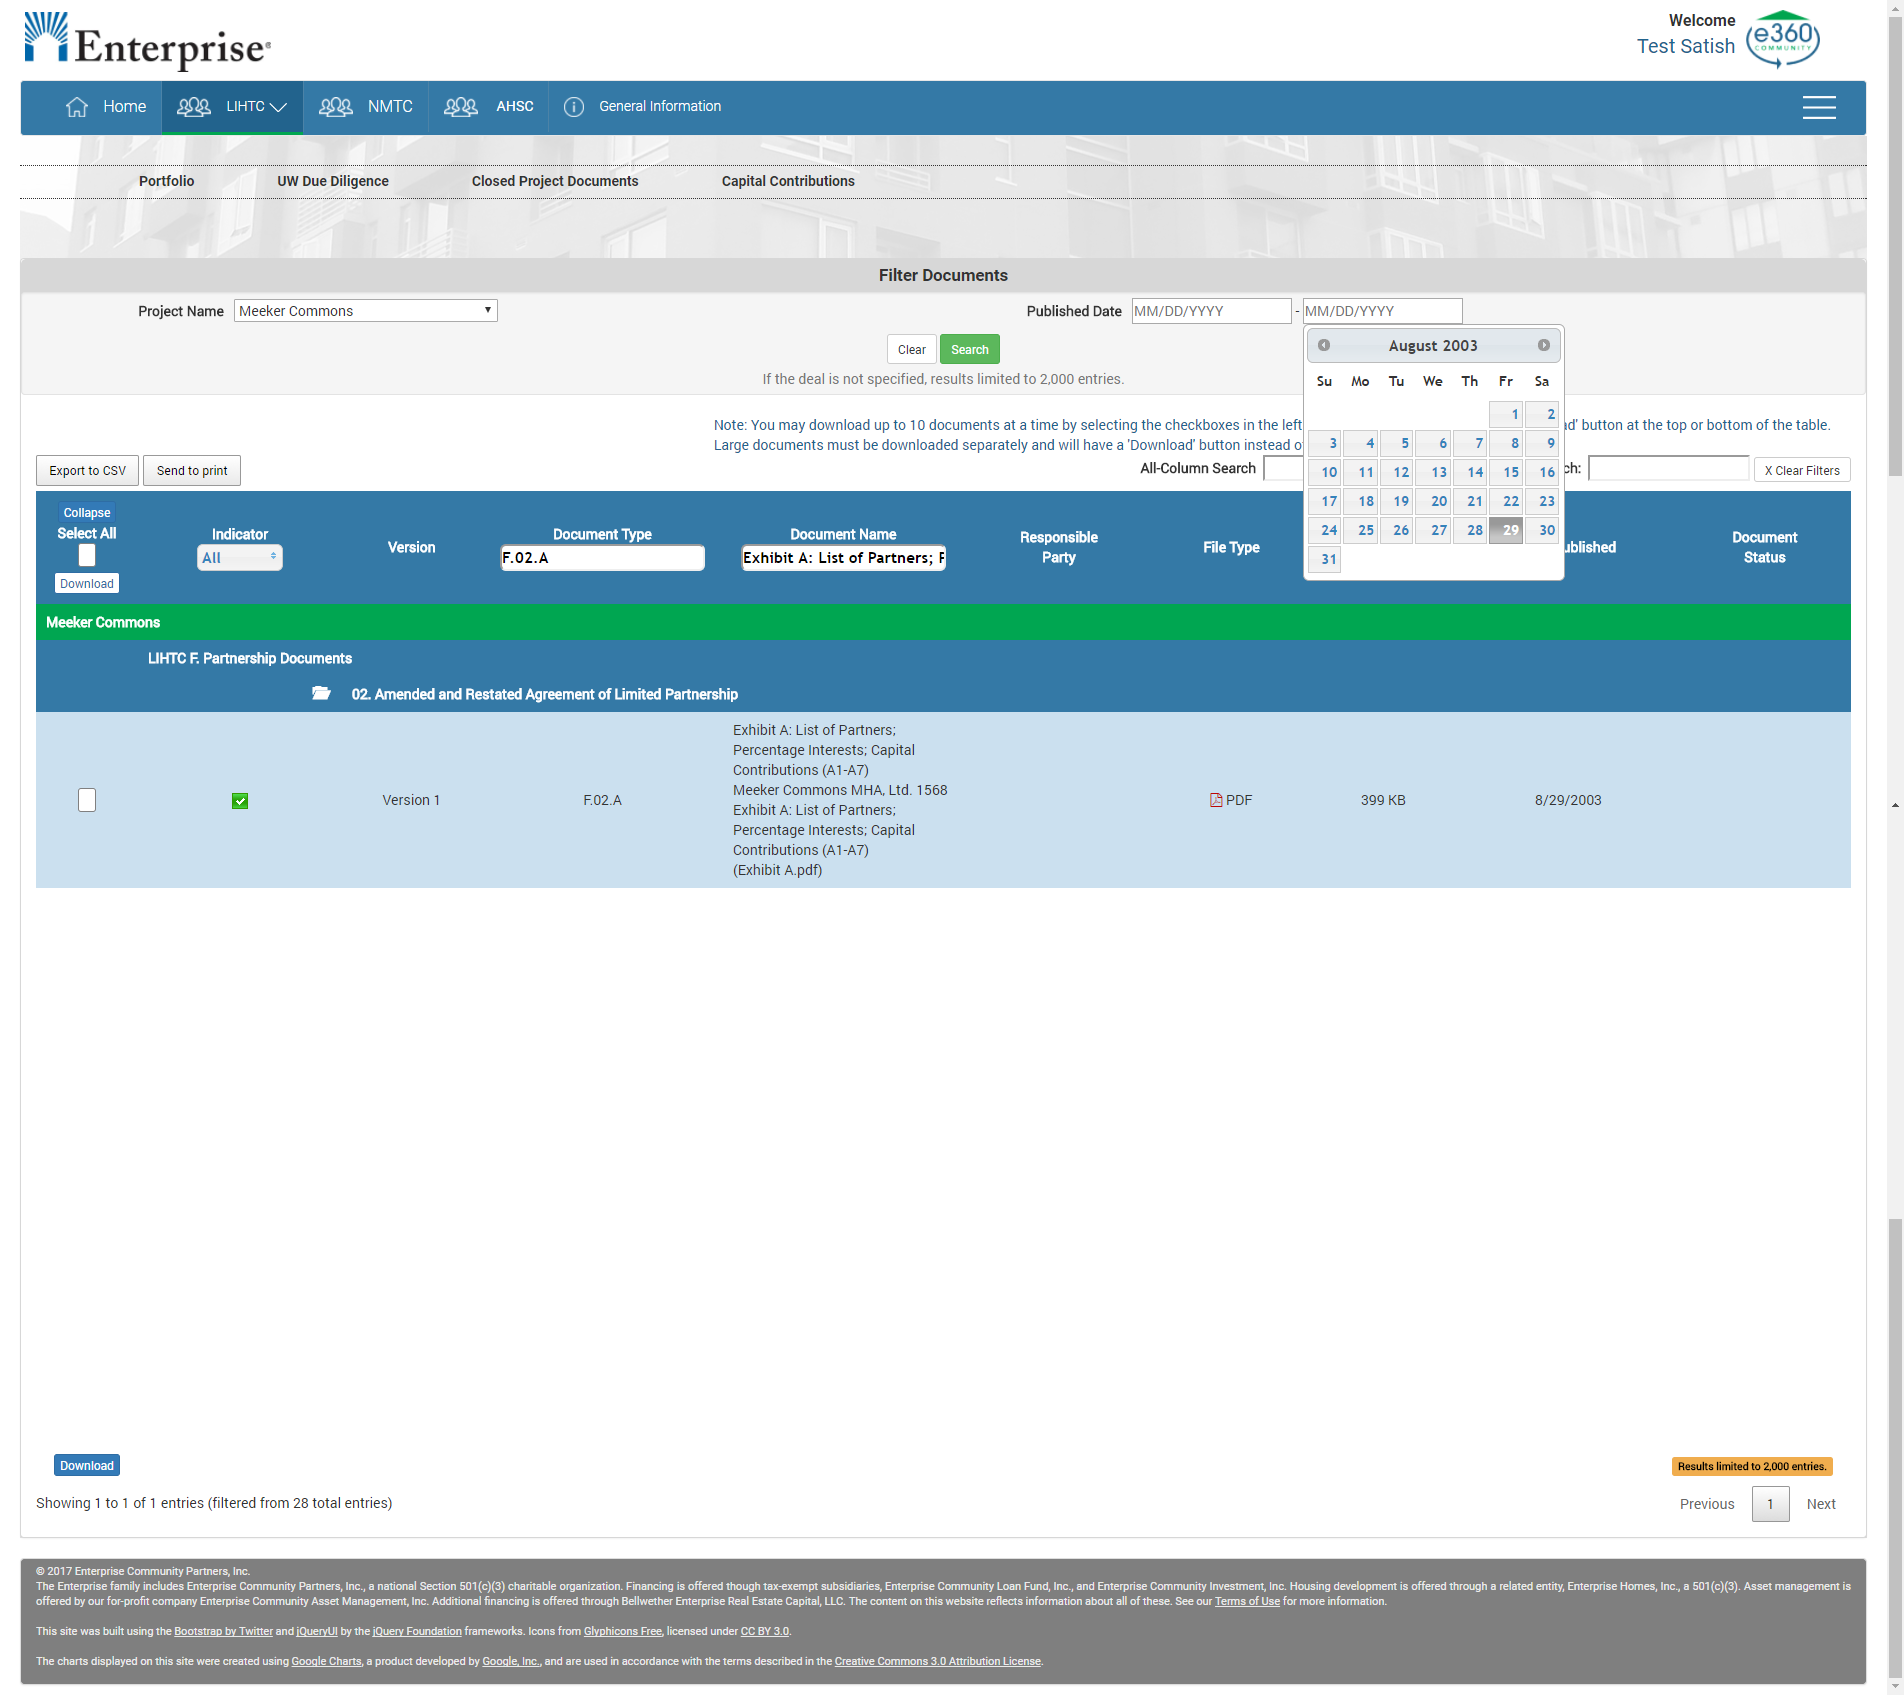 Enterprise®
Welcome
Test Satish
e360
COMMUNITY
Home
LIHTC
NMTC
AHSC
General Information
Portfolio
UW Due Diligence
Closed Project Documents
Capital Contributions
Filter Documents
Project Name
Meeker Commons
Published Date
MM/DD/YYYY
-
MM/DD/YYYY
Clear
Search
If the deal is not specified, results limited to 2,000 entries.
August 2003
Su Mo Tu We Th Fr Sa
1 2
3 4 5 6 7 8 9
10 11 12 13 14 15 16
17 18 19 20 21 22 23
24 25 26 27 28 29 30
31
Note: You may download up to 10 documents at a time by selecting the checkboxes in the left
button at the top or bottom of the table.
Large documents must be downloaded separately and will have a 'Download' button instead
Export to CSV
Send to print
All-Column Search
X Clear Filters
Collapse
Select All
Download
Indicator
All
Version
Document Type
F.02.A
Document Name
Exhibit A: List of Partners;
Responsible
Party
File Type
Document
Status
Meeker Commons
LIHTC F. Partnership Documents
02. Amended and Restated Agreement of Limited Partnership
Version 1
F.02.A
Exhibit A: List of Partners;
Percentage Interests; Capital
Contributions (A1-A7)
Meeker Commons MHA, Ltd. 1568
Exhibit A: List of Partners;
Percentage Interests; Capital
Contributions (A1-A7)
(Exhibit A.pdf)
PDF
399 KB
8/29/2003
Download
Results limited to 2,000 entries.
Showing 1 to 1 of 1 entries (filtered from 28 total entries)
Previous
1
Next
© 2017 Enterprise Community Partners, Inc.
The Enterprise family includes Enterprise Community Partners, Inc., a national Section 501(c)(3) charitable organization. Financing is offered though tax-exempt subsidiaries, Enterprise Community Loan Fund, Inc., and Enterprise Community Investment, Inc. Housing development is offered through a related entity, Enterprise Homes, Inc., a 501(c)(3). Asset management is
offered by our for-profit company Enterprise Community Asset Management, Inc. Additional financing is offered through Bellwether Enterprise Real Estate Capital, LLC. The content on this website reflects information about all of these. See our Terms of Use for more information.
This site was built using the Bootstrap by Twitter and jQueryUI by the jQuery Foundation frameworks. Icons from Glyphicons Free, licensed under CC BY 3.0.
The charts displayed on this site were created using Google Charts, a product developed by Google, Inc., and are used in accordance with the terms described in the Creative Commons 3.0 Attribution License.